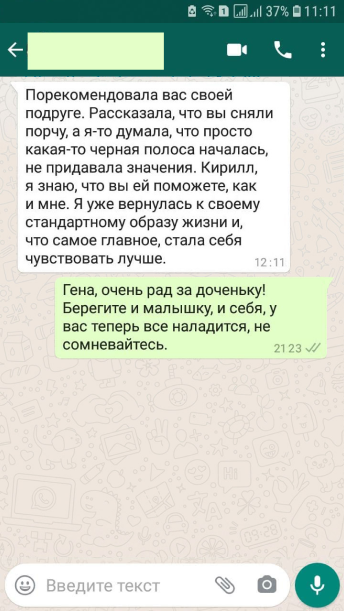 37% 11:11
Порекомендовала вас своей
подруге. Рассказала, что вы сняли
порчу, а я-то думала, что просто
какая-то черная полоса началась,
не придавала значения. Кирилл,
я знаю, что вы ей поможете, как
и мне. Я уже вернулась к своему
стандартному образу жизни и,
что самое главное, стала себя
чувствовать лучше.
12:11
Гена, очень рад за доченьку!
Берегите и малышку, и себя, у
вас теперь все наладится, не
сомневайтесь.
2123
Введите текст